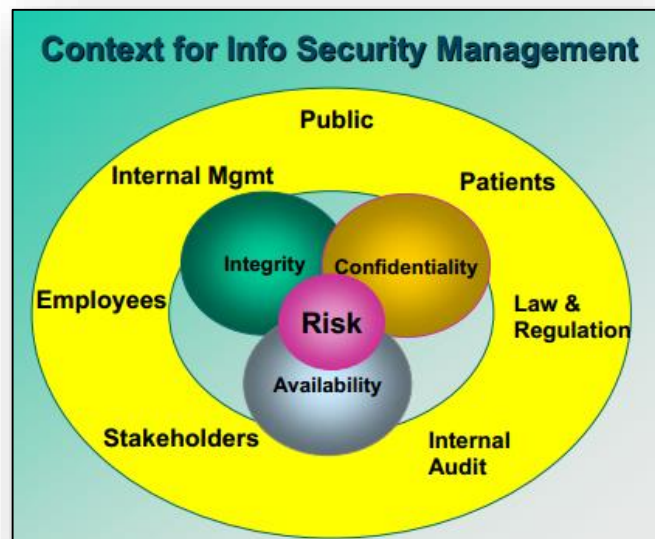 Context for Info Security Management
Public
Internal Mgmt
Patients
Integrity
Confidentiality
Employees
Risk
Law &
Regulation
Availability
Stakeholders
Internal
Audit